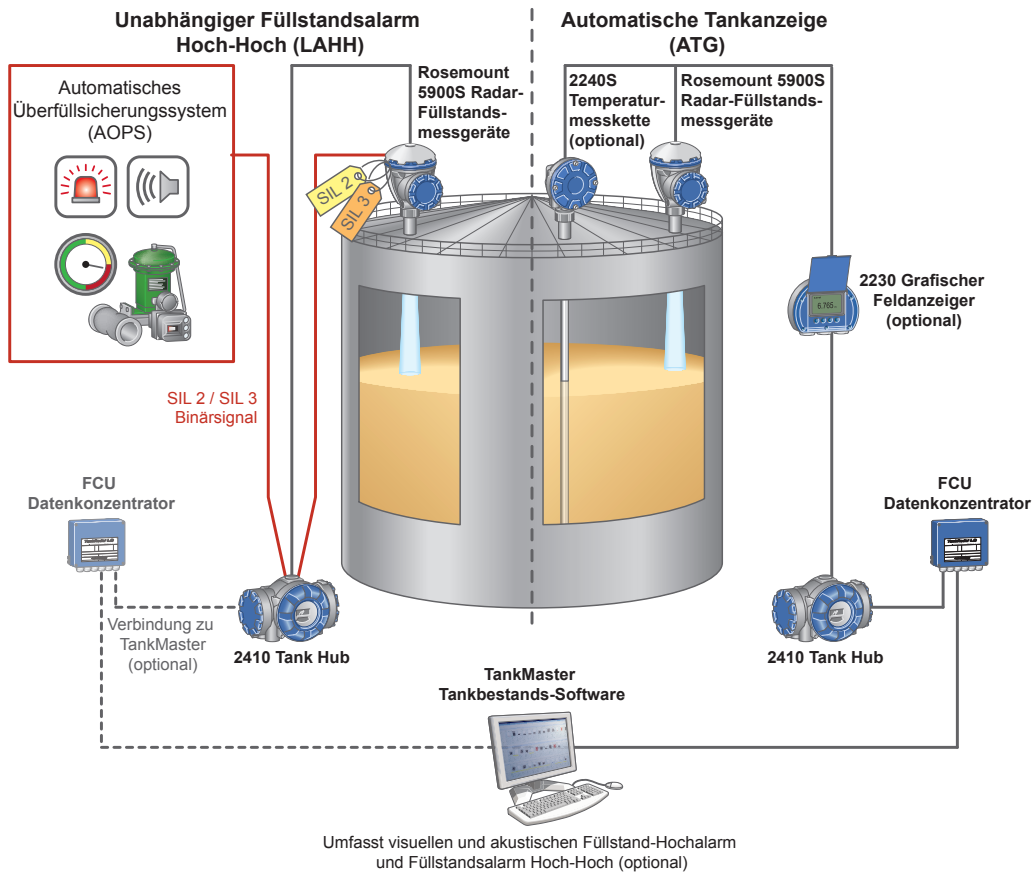 Unabhängiger Füllstandsalarm
Hoch-Hoch (LAHH)
Automatische Tankanzeige
(ATG)
Automatisches
Überfüllsicherungssystem
(AOPS)
Rosemount
5900S Radar-
Füllstands-
messgeräte
2240S
Temperatur-
messkette
(optional)
Rosemount 5900S
Radar-Füllstands-
messgeräte
SIL 2
SIL 3
2230 Grafischer
Feldanzeiger
(optional)
6.765
SIL 2 / SIL 3
Binärsignal
FCU
Datenkonzentrator
FCU
Datenkonzentrator
Verbindung zu
TankMaster
(optional)
2410 Tank Hub
2410 Tank Hub
TankMaster
Tankbestands-Software
Umfasst visuellen und akustischen Füllstand-Hochalarm
und Füllstandsalarm Hoch-Hoch (optional)